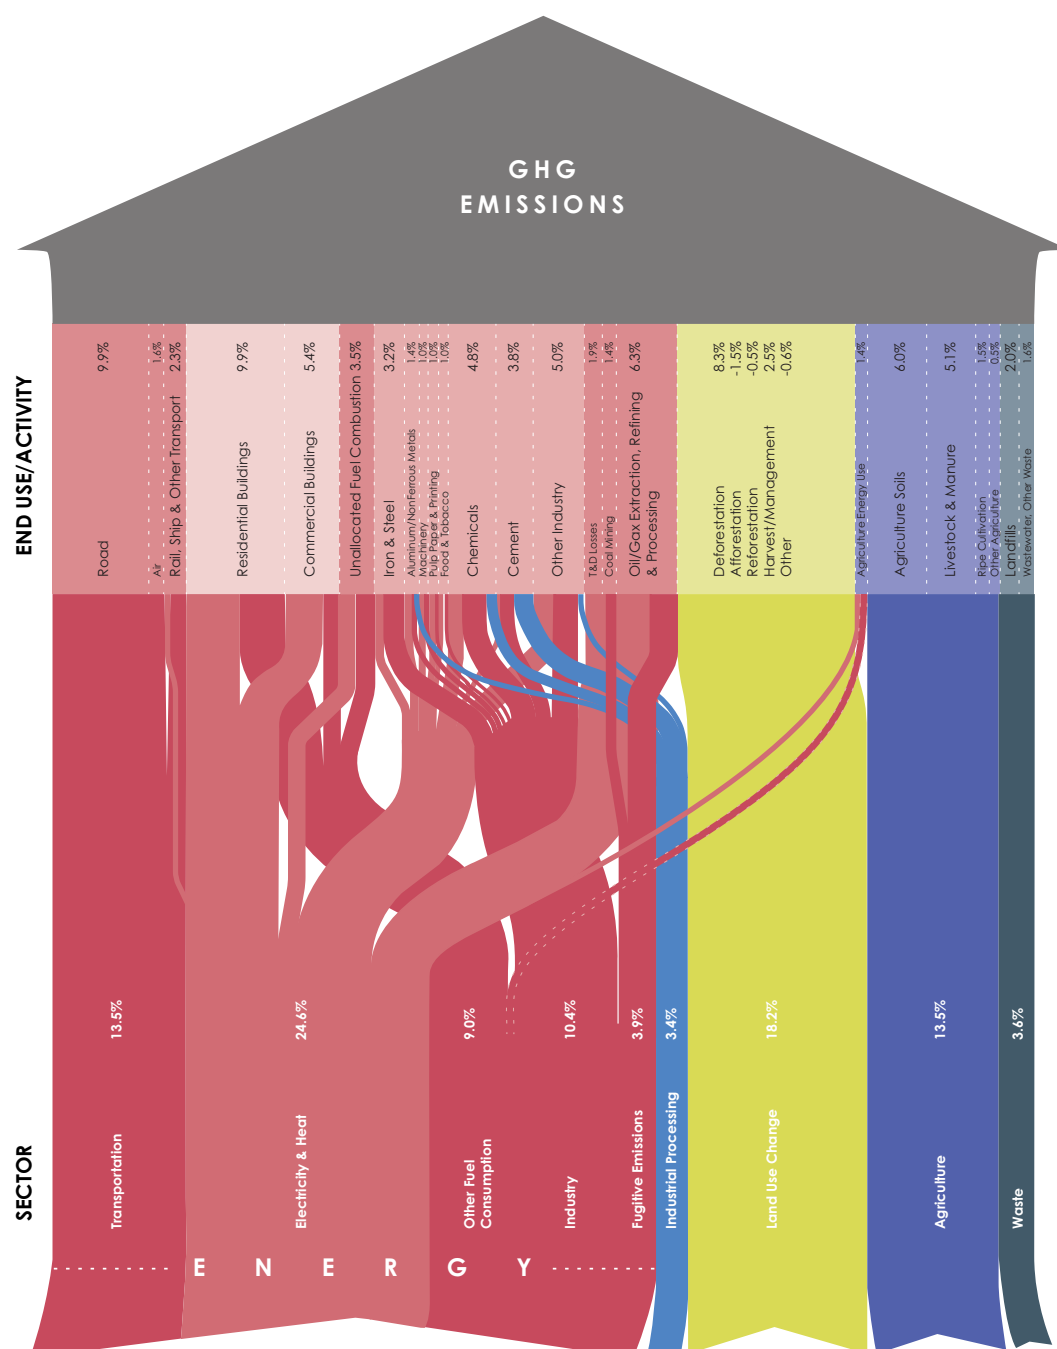 GHG
EMISSIONS
END USE/ACTIVITY
9.9%
Road
1.6%
Air
2.3%
Rail, Ship & Other Transport
9.9%
Residential Buildings
5.4%
Commercial Buildings
Unallocated Fuel Combustion 3.5%
3.2%
Iron & Steel
1.4%
Aluminum/Non Ferrous Metals
1.0%
Machinery
1.0%
Pulp Paper & Printing
1.0%
Food & Tobacco
4.8%
Chemicals
3.8%
Cement
5.0%
Other Industry
1.9%
T&D Losses
1.4%
Coal Mining
6.3%
Oil/Gax Extraction, Refining
& Processing
8.3%
-1.5%
-0.5%
2.5%
-0.6%
Deforestation
Afforestation
Reforestation
Harvest/Management
Other
1.4%
Agriculture Energy Use
6.0%
Agriculture Soils
5.1%
Livestock & Manure
1.5%
Ripe Cultivation
0.5%
Other Agriculture
2.0%
Landfills
1.6%
Wastewater, Other Waste
SECTOR
13.5%
Transportation
24.6%
Electricity & Heat
9.0%
Other Fuel
Consumption
10.4%
Industry
3.9%
Fugitive Emissions
3.4%
Industrial Processing
18.2%
Land Use Change
13.5%
Agriculture
3.6%
Waste
ENERGY